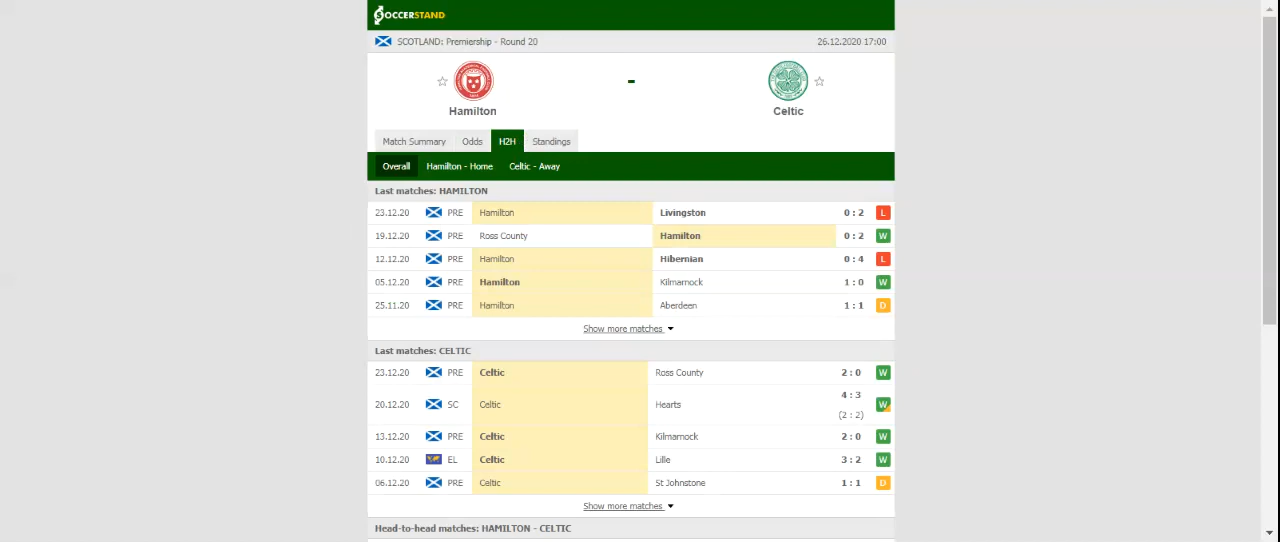 SOCCERSTAND
SCOTLAND: Premiership - Round 20 26.12.2020 17:00
-
Hamilton Celtic
Match Summary Odds H2H Standings
Overall Hamilton - Home Celtic - Away
Last matches: HAMILTON
23.12.20 PRE Hamilton Livingston 0 : 2 L
19.12.20 PRE Ross County Hamilton 0 : 2 W
12.12.20 PRE Hamilton Hibernian 0 : 4 L
05.12.20 PRE Hamilton Kilmarnock 1 : 0 W
25.11.20 PRE Hamilton Aberdeen 1 : 1 D
Show more matches
Last matches: CELTIC
23.12.20 PRE Celtic Ross County 2 : 0 W
20.12.20 SC Celtic Hearts 4 : 3 (2 : 2) W
13.12.20 PRE Celtic Kilmarnock 2 : 0 W
10.12.20 EL Celtic Lille 3 : 2 W
06.12.20 PRE Celtic St Johnstone 1 : 1 D
Show more matches
Head-to-head matches: HAMILTON - CELTIC